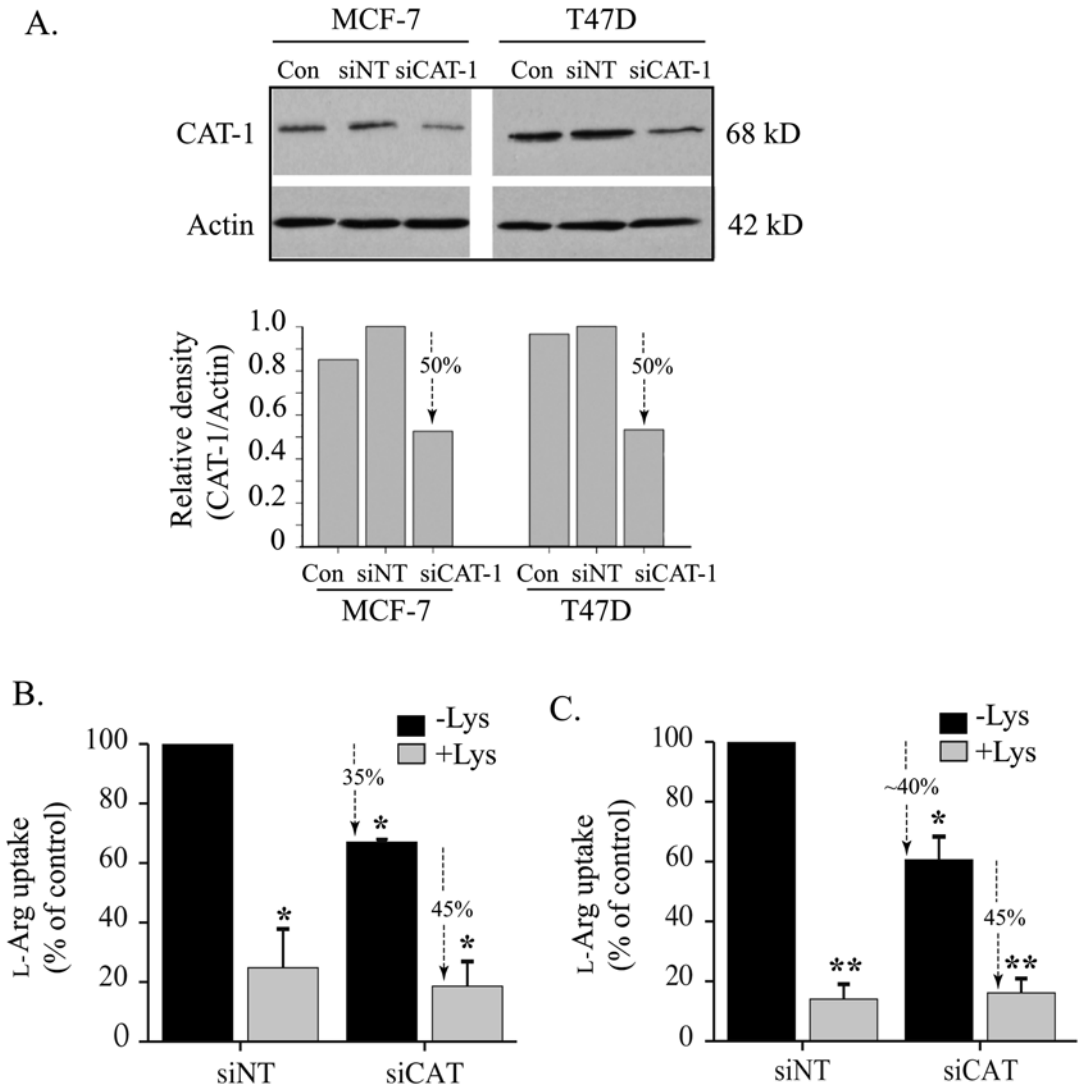 A.
MCF-7 T47D
Con siNT siCAT-1 Con siNT siCAT-1
CAT-1 68 kD
Actin 42 kD
Relative density
(CAT-1/Actin)
1.0
0.8
0.6
0.4
0.2
0
50% 50%
Con siNT siCAT-1 Con siNT siCAT-1
MCF-7 T47D
B.
-Lys
+Lys
L-Arg uptake
(% of control)
100
80
60
40
20
0
*
35%
*
45%
*
siNT siCAT
C.
-Lys
+Lys
L-Arg uptake
(% of control)
100
80
60
40
20
0
**
~40%
*
45%
**
siNT siCAT